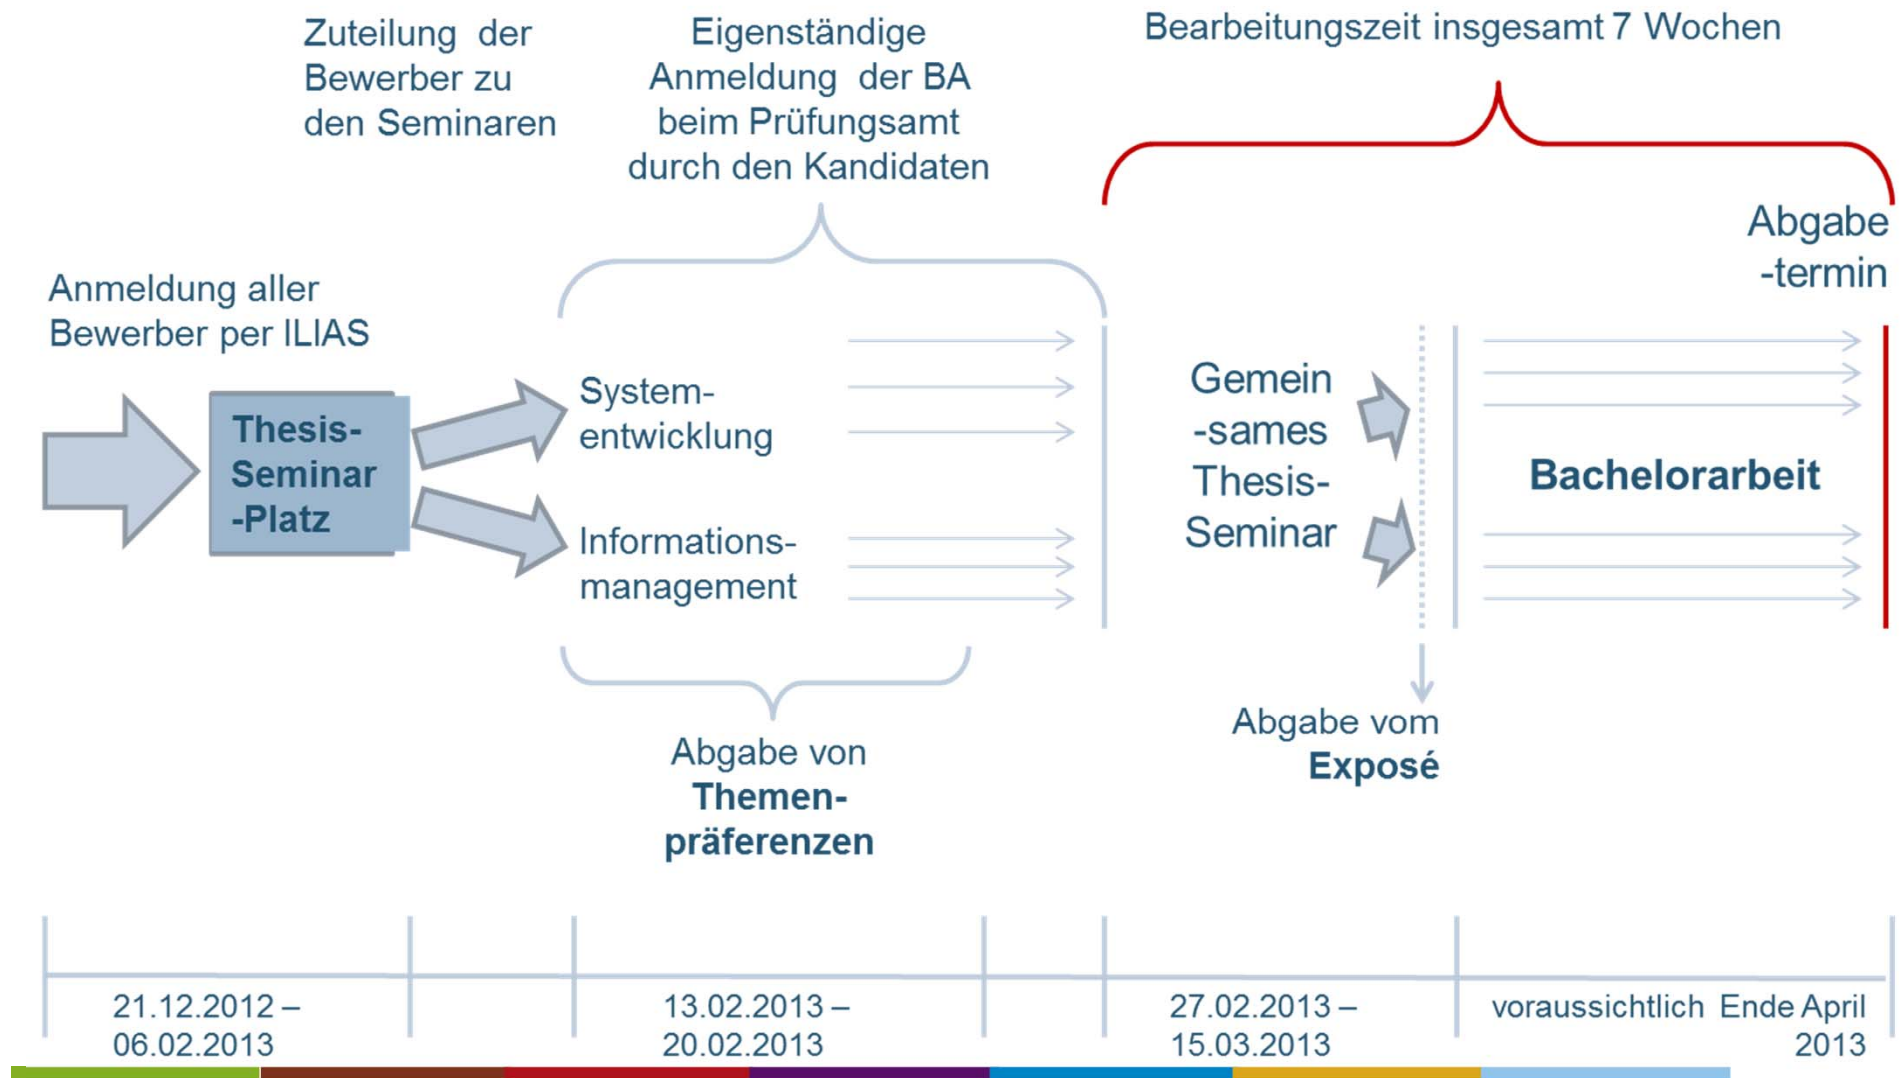 Zuteilung der
Bewerber zu
den Seminaren
Eigenständige
Anmeldung der BA
beim Prüfungsamt
durch den Kandidaten
Bearbeitungszeit insgesamt 7 Wochen
Abgabe
-termin
Anmeldung aller
Bewerber per ILIAS
Thesis-
Seminar
-Platz
System-
entwicklung
Informations-
management
Gemein
-sames
Thesis-
Seminar
Bachelorarbeit
Abgabe von
Themen-
präferenzen
Abgabe vom
Exposé
21.12.2012 –
06.02.2013
13.02.2013 –
20.02.2013
27.02.2013 –
15.03.2013
voraussichtlich Ende April
2013